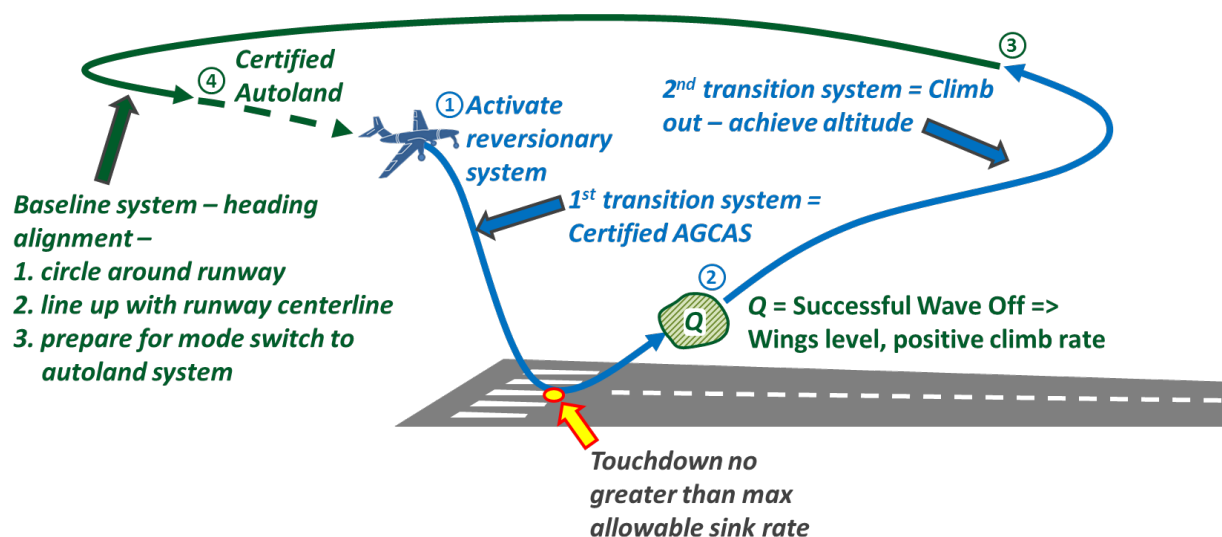 ④ Certified
Autoland
① Activate
reversionary
system
③
2nd transition system = Climb
out – achieve altitude
Baseline system – heading
alignment –
1. circle around runway
2. line up with runway centerline
3. prepare for mode switch to
autoland system
1st transition system =
Certified AGCAS
②
Q
Q = Successful Wave Off =>
Wings level, positive climb rate
Touchdown no
greater than max
allowable sink rate